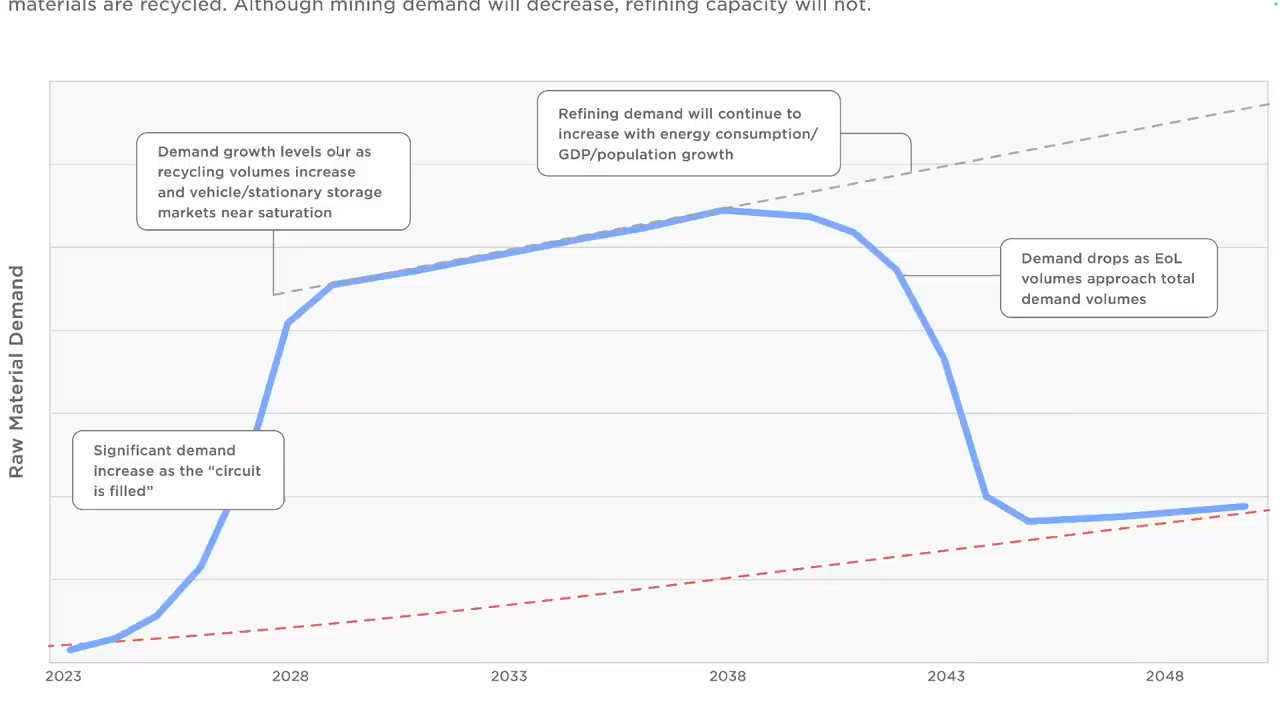 materials are recycled. Although mining demand will decrease, refining capacity will not.
Refining demand will continue to
increase with energy consumption/
GDP/population growth
Demand growth levels our as
recycling volumes increase
and vehicle/stationary storage
markets near saturation
Demand drops as EoL
volumes approach total
demand volumes
Significant demand
increase as the “circuit
is filled”
Raw Material Demand
2023 2028 2033 2038 2043 2048